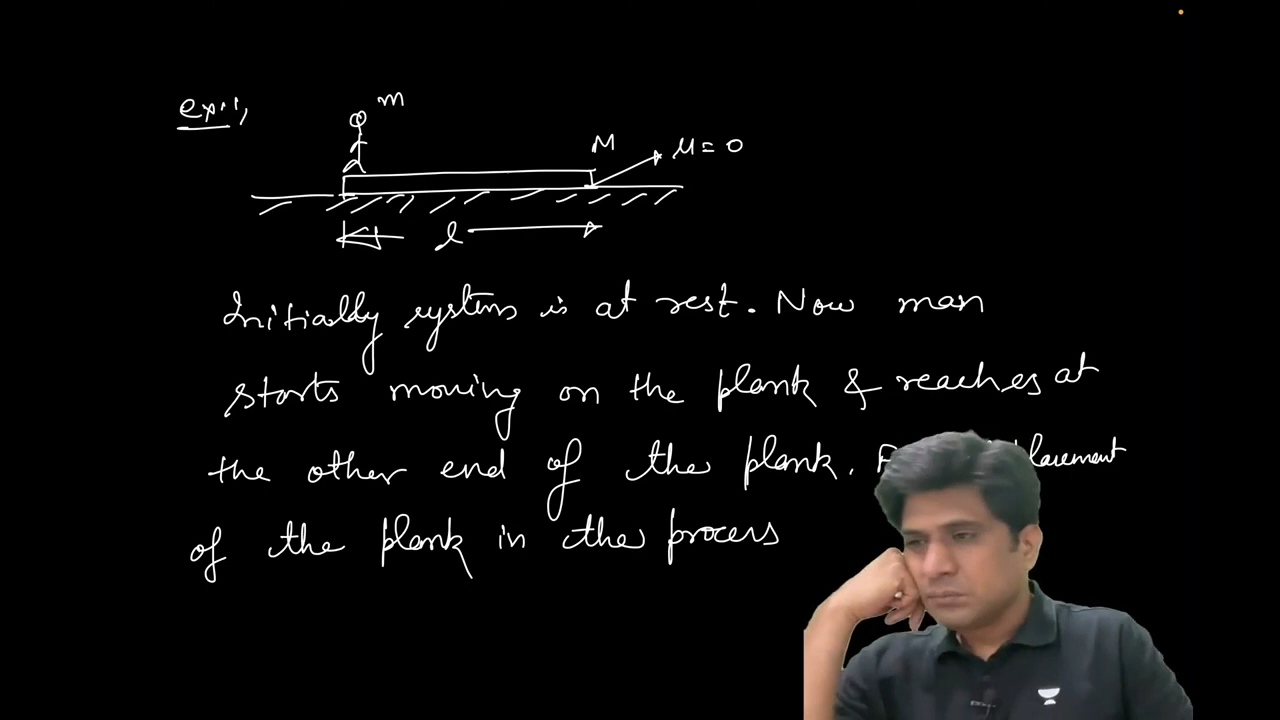 ex:-1,
m
M
μ = 0
l
Initially system is at rest. Now man
starts moving on the plank & reaches at
the other end of the plank.
of the plank in the process